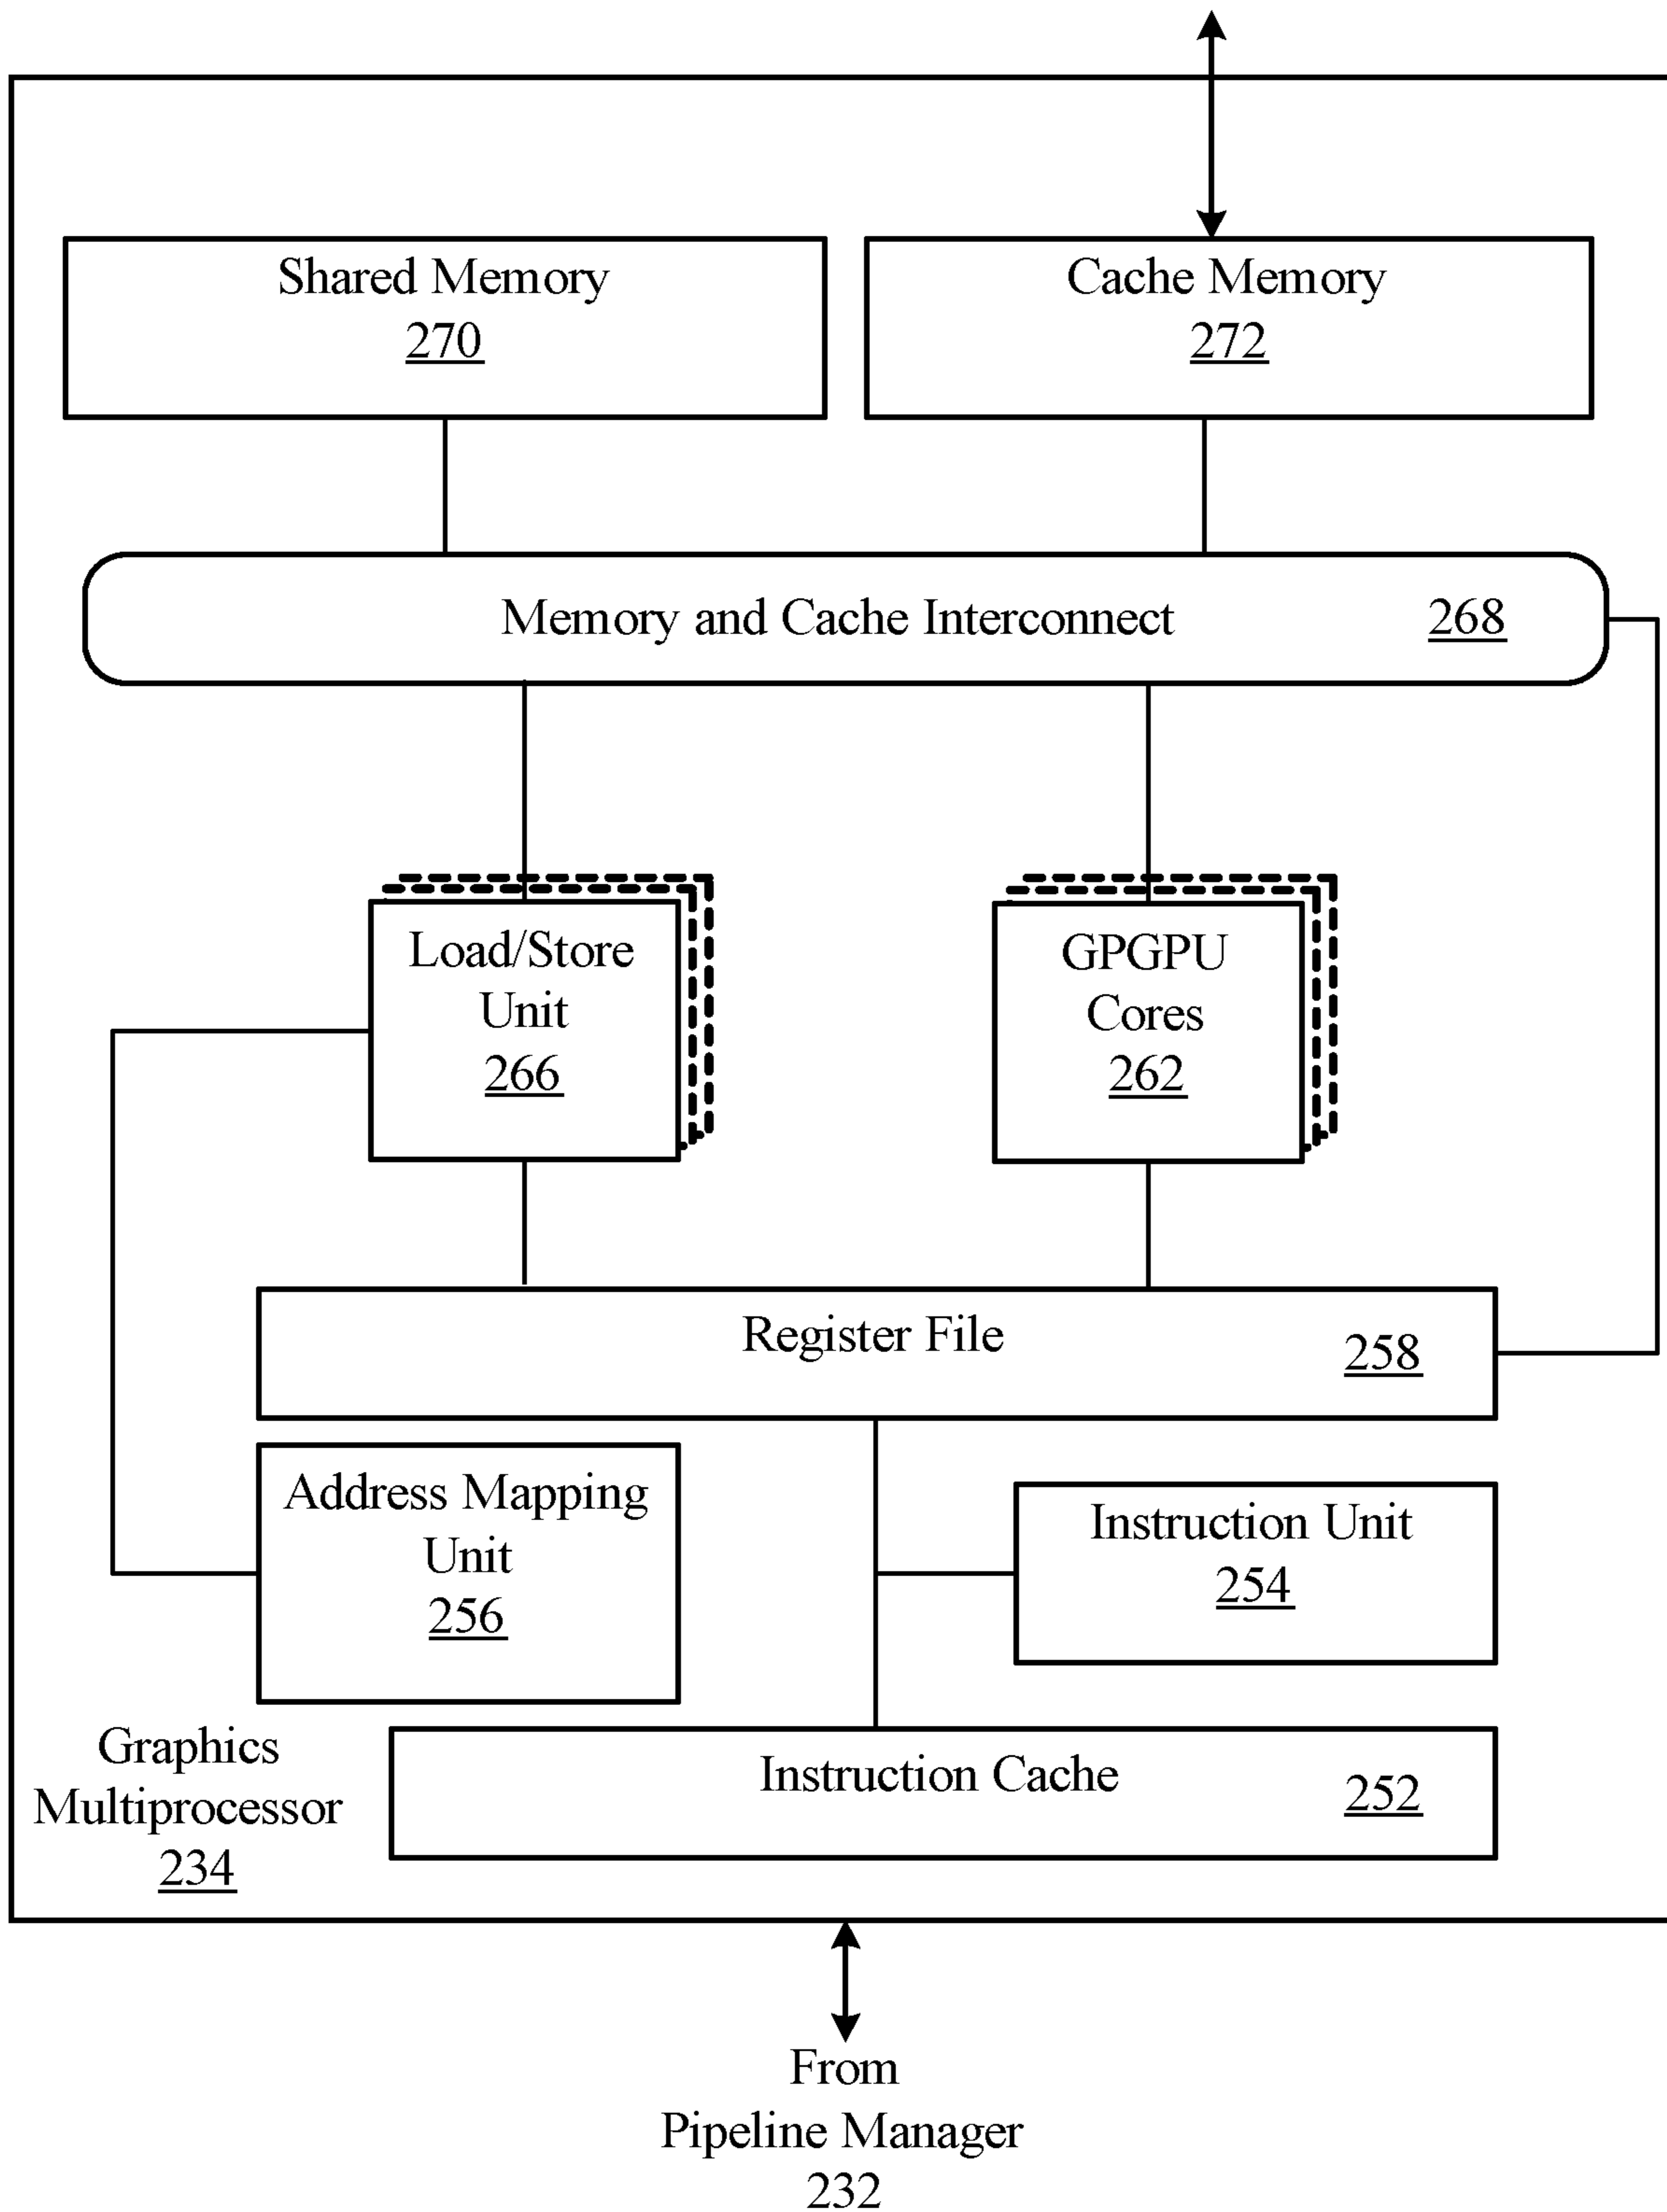 Shared Memory
270
Cache Memory
272
Memory and Cache Interconnect
268
Load/Store
Unit
266
GPGPU
Cores
262
Register File
258
Address Mapping
Unit
256
Instruction Unit
254
Graphics
Multiprocessor
234
Instruction Cache
252
From
Pipeline Manager
232